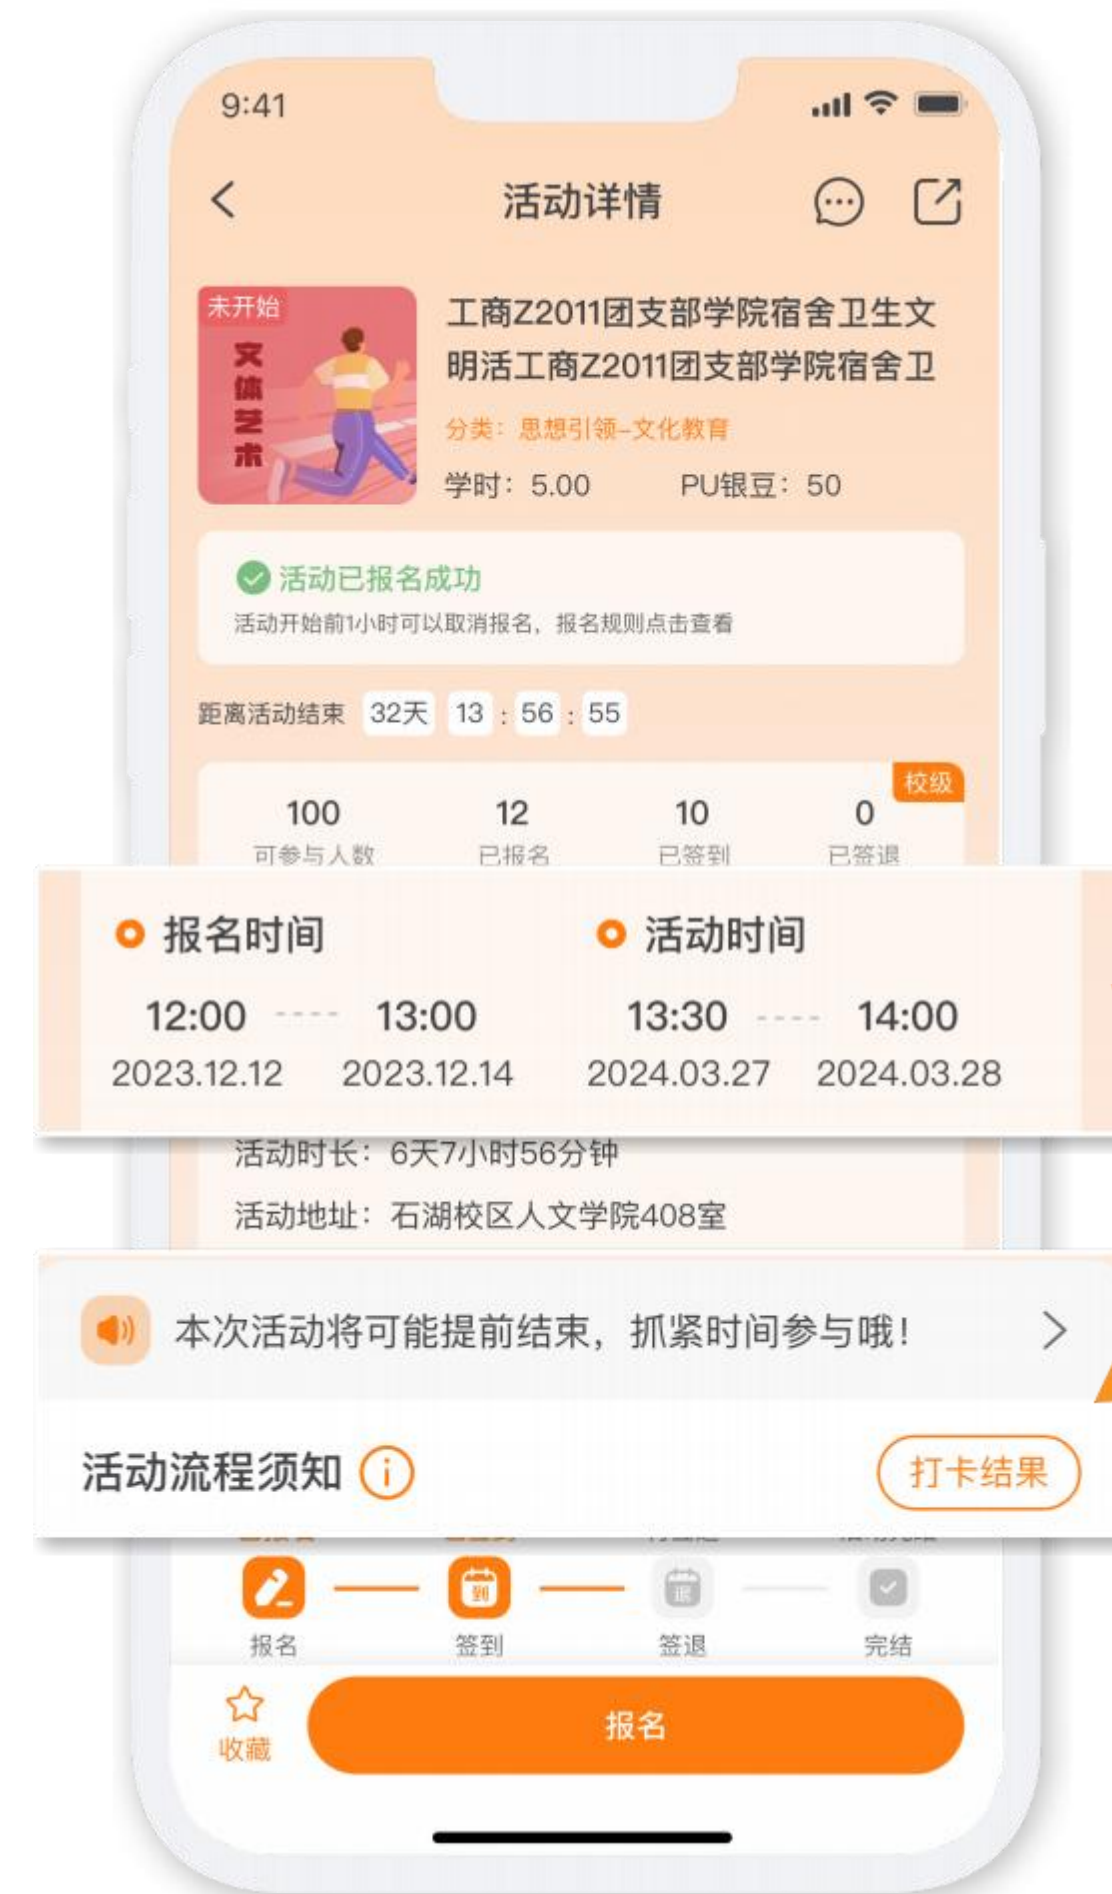 9:41
活动详情
未开始
文体艺术
工商Z2011团支部学院宿舍卫生文
明活工商Z2011团支部学院宿舍卫
分类：思想引领-文化教育
学时：5.00 PU银豆：50
活动已报名成功
活动开始前1小时可以取消报名，报名规则点击查看
距离活动结束 32天 13 : 56 : 55
校级
100 12 10 0
可参与人数 已报名 已签到 已签退
报名时间 活动时间
12:00 ---- 13:00 13:30 ---- 14:00
2023.12.12 2023.12.14 2024.03.27 2024.03.28
活动时长：6天7小时56分钟
活动地址：石湖校区人文学院408室
本次活动将可能提前结束，抓紧时间参与哦！
活动流程须知 打卡结果
到
报名 签到 签退 完结
收藏
报名